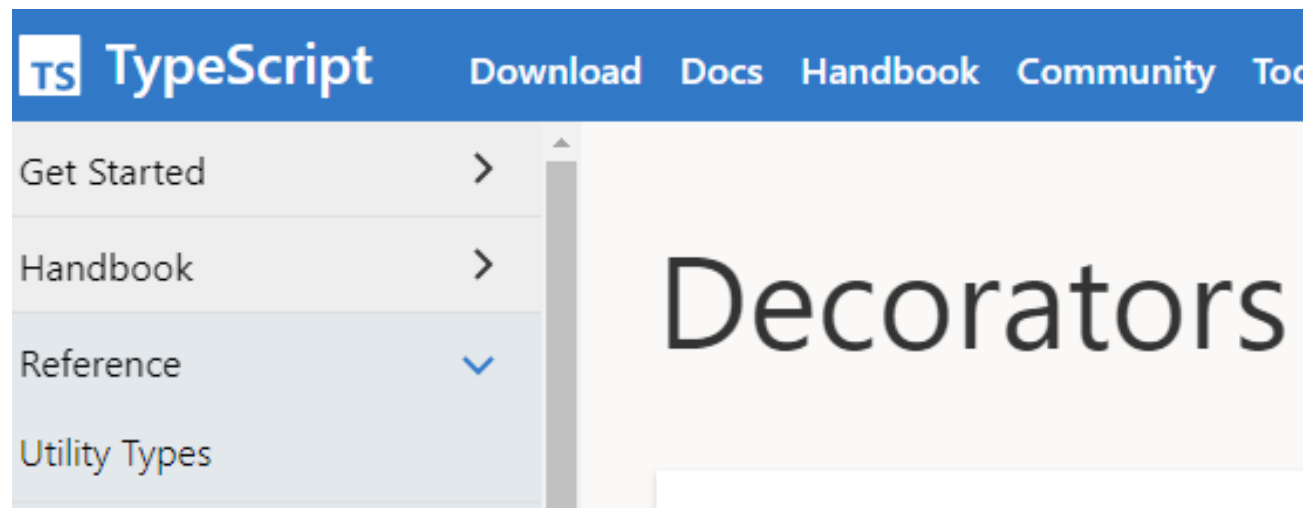 TS TypeScript Download Docs Handbook Community
Get Started
Handbook
Decorators
Reference
Utility Types